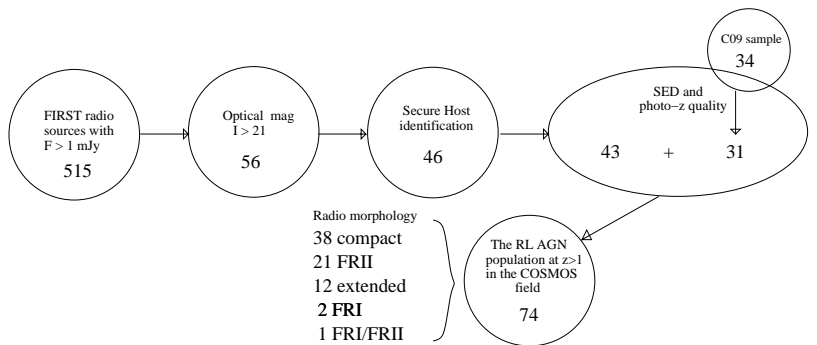 C09 sample
34
FIRST radio
sources with
F > 1 mJy
515
Optical mag
I > 21
56
Secure Host
identification
46
SED and
photo−z quality
43 + 31
Radio morphology
38 compact
21 FRII
12 extended
2 FRI
1 FRI/FRII
The RL AGN
population at z>1
in the COSMOS
field
74